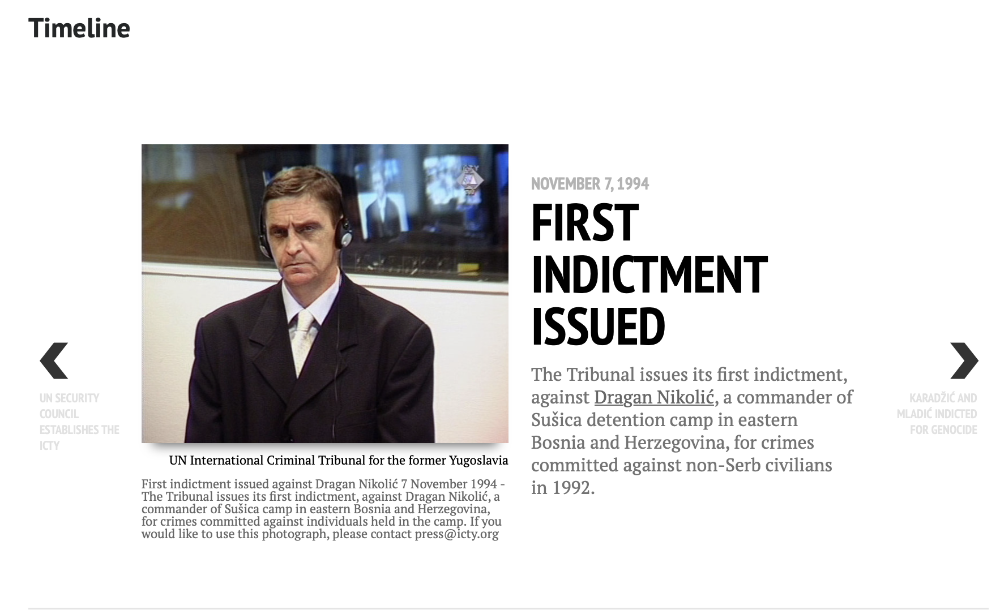 Timeline
ICTY
UN International Criminal Tribunal for the former Yugoslavia
First indictment issued against Dragan Nikolić 7 November 1994 -
The Tribunal issues its first indictment, against Dragan Nikolić, a
commander of Sušica camp in eastern Bosnia and Herzegovina,
for crimes committed against individuals held in the camp. If you
would like to use this photograph, please contact press@icty.org
NOVEMBER 7, 1994
FIRST
INDICTMENT
ISSUED
The Tribunal issues its first indictment,
against Dragan Nikolić, a commander of
Sušica detention camp in eastern
Bosnia and Herzegovina, for crimes
committed against non-Serb civilians
in 1992.
UN SECURITY
COUNCIL
ESTABLISHES THE
ICTY
KARADŽIĆ AND
MLADIĆ INDICTED
FOR GENOCIDE